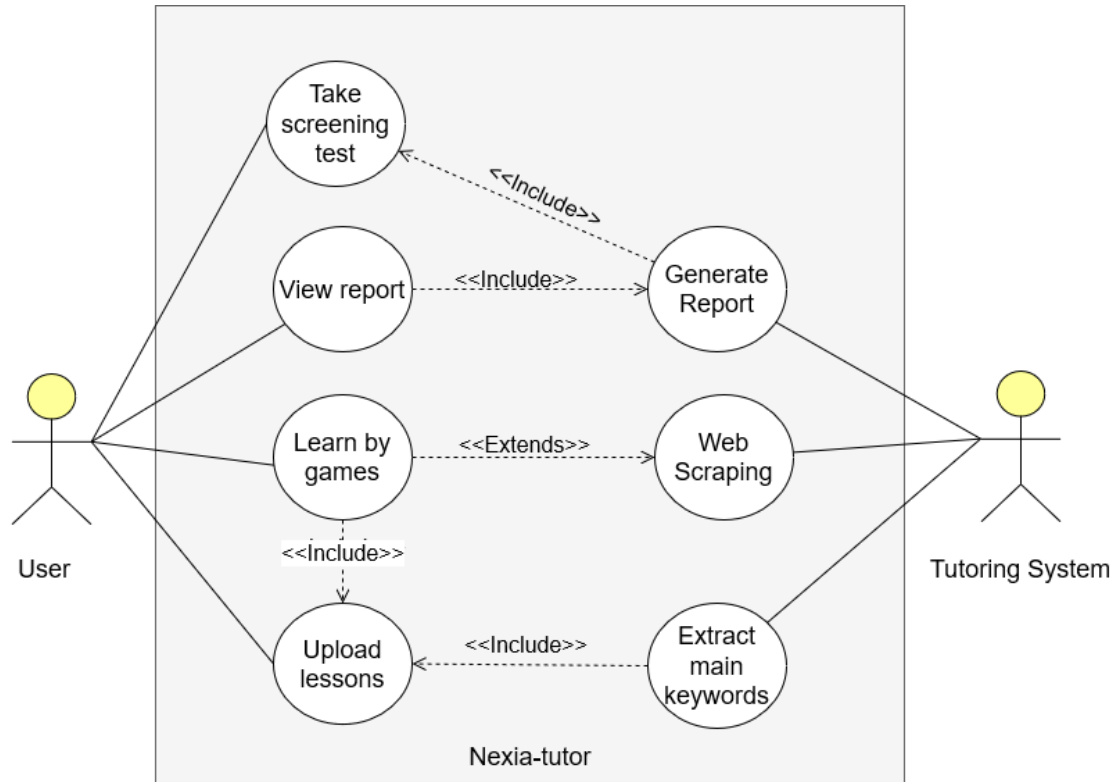 Take
screening
test
<<Include>>
View report
<<Include>>
Generate
Report
Learn by
games
<<Extends>>
Web
Scraping
<<Include>>
User
Tutoring System
Upload
lessons
<<Include>>
Extract
main
keywords
Nexia-tutor